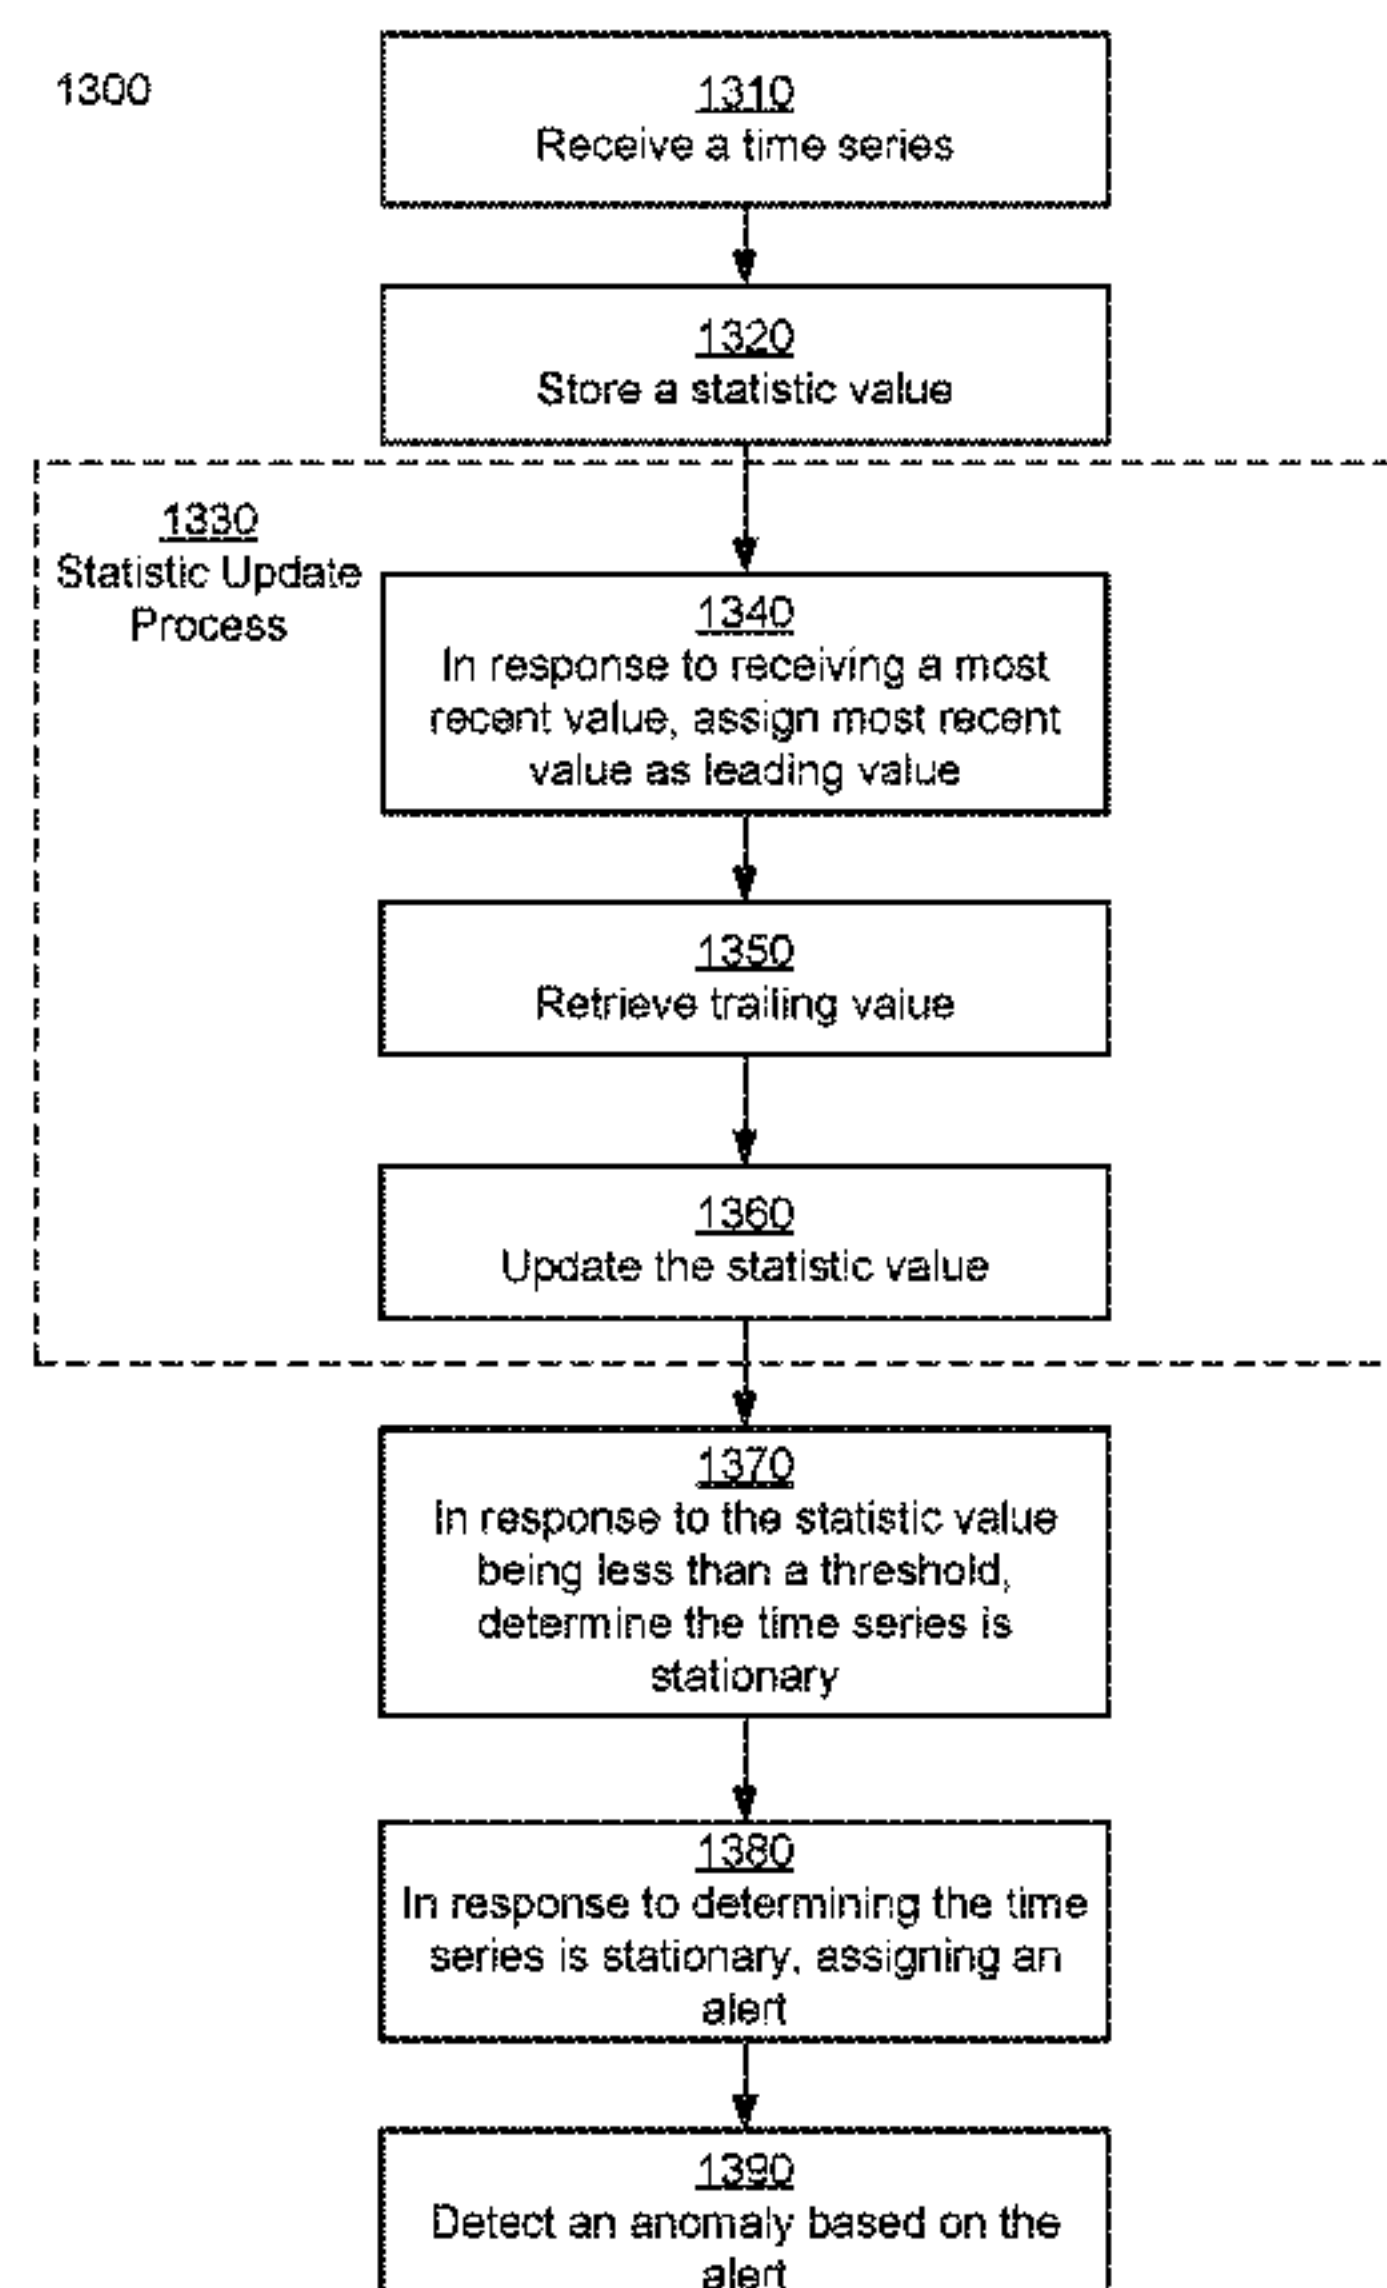 1300
1310
Receive a time series
1320
Store a statistic value
1330
Statistic Update
Process
1340
In response to receiving a most
recent value, assign most recent
value as leading value
1350
Retrieve trailing value
1360
Update the statistic value
1370
In response to the statistic value
being less than a threshold,
determine the time series is
stationary
1380
In response to determining the time
series is stationary, assigning an
alert
1390
Detect an anomaly based on the
alert